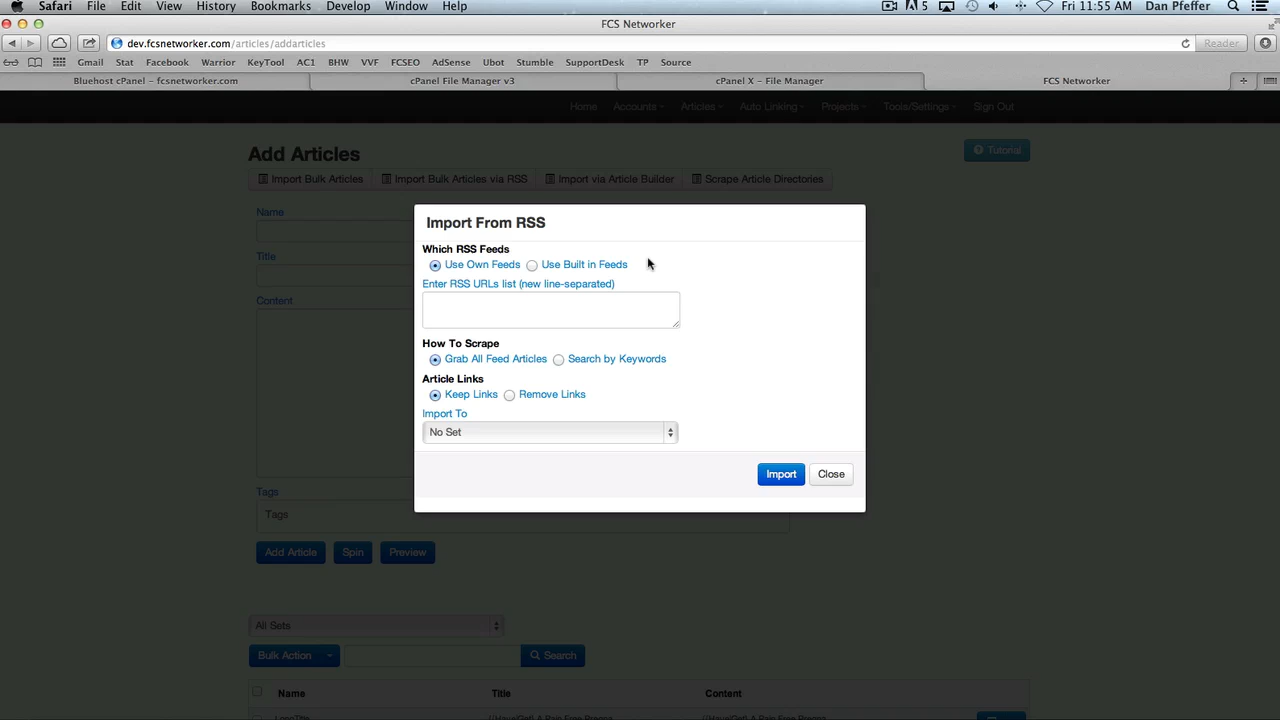 Safari File Edit View History Bookmarks Develop Window Help 5 Fri 11:55 AM Dan Pfeffer
FCS Networker
dev.fcsnetworker.com/articles/addarticles Reader
Gmail Stat Facebook Warrior KeyTool AC1 BHW VVF FCSEO AdSense Ubot Stumble SupportDesk TP Source
Bluehost cPanel – fcsnetworker.com cPanel File Manager v3 cPanel X – File Manager FCS Networker
Home Accounts Articles Auto Linking Projects Tools/Settings Sign Out
Add Articles Tutorial
Import Bulk Articles Import Bulk Articles via RSS Import via Article Builder Scrape Article Directories
Name
Title
Content
Import From RSS
Which RSS Feeds
Use Own Feeds Use Built in Feeds
Enter RSS URLs list (new line-separated)
How To Scrape
Grab All Feed Articles Search by Keywords
Article Links
Keep Links Remove Links
Import To
No Set
Import Close
Tags
Tags
Add Article Spin Preview
All Sets
Bulk Action Search
Name Title Content